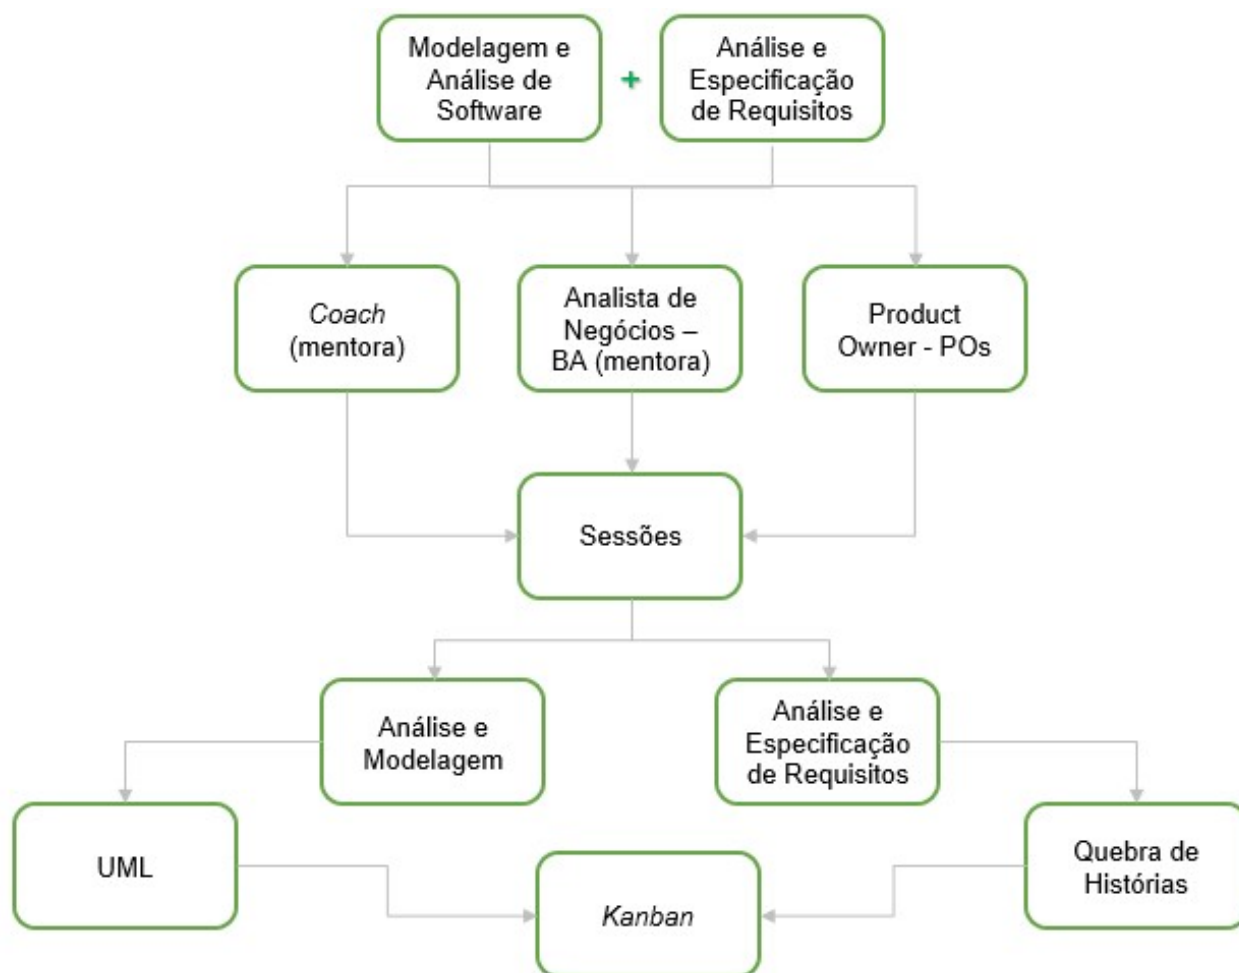 Modelagem e
Análise de
Software
+
Análise e
Especificação
de Requisitos
Coach
(mentora)
Analista de
Negócios –
BA (mentora)
Product
Owner - POs
Sessões
Análise e
Modelagem
Análise e
Especificação
de Requisitos
UML
Kanban
Quebra de
Histórias